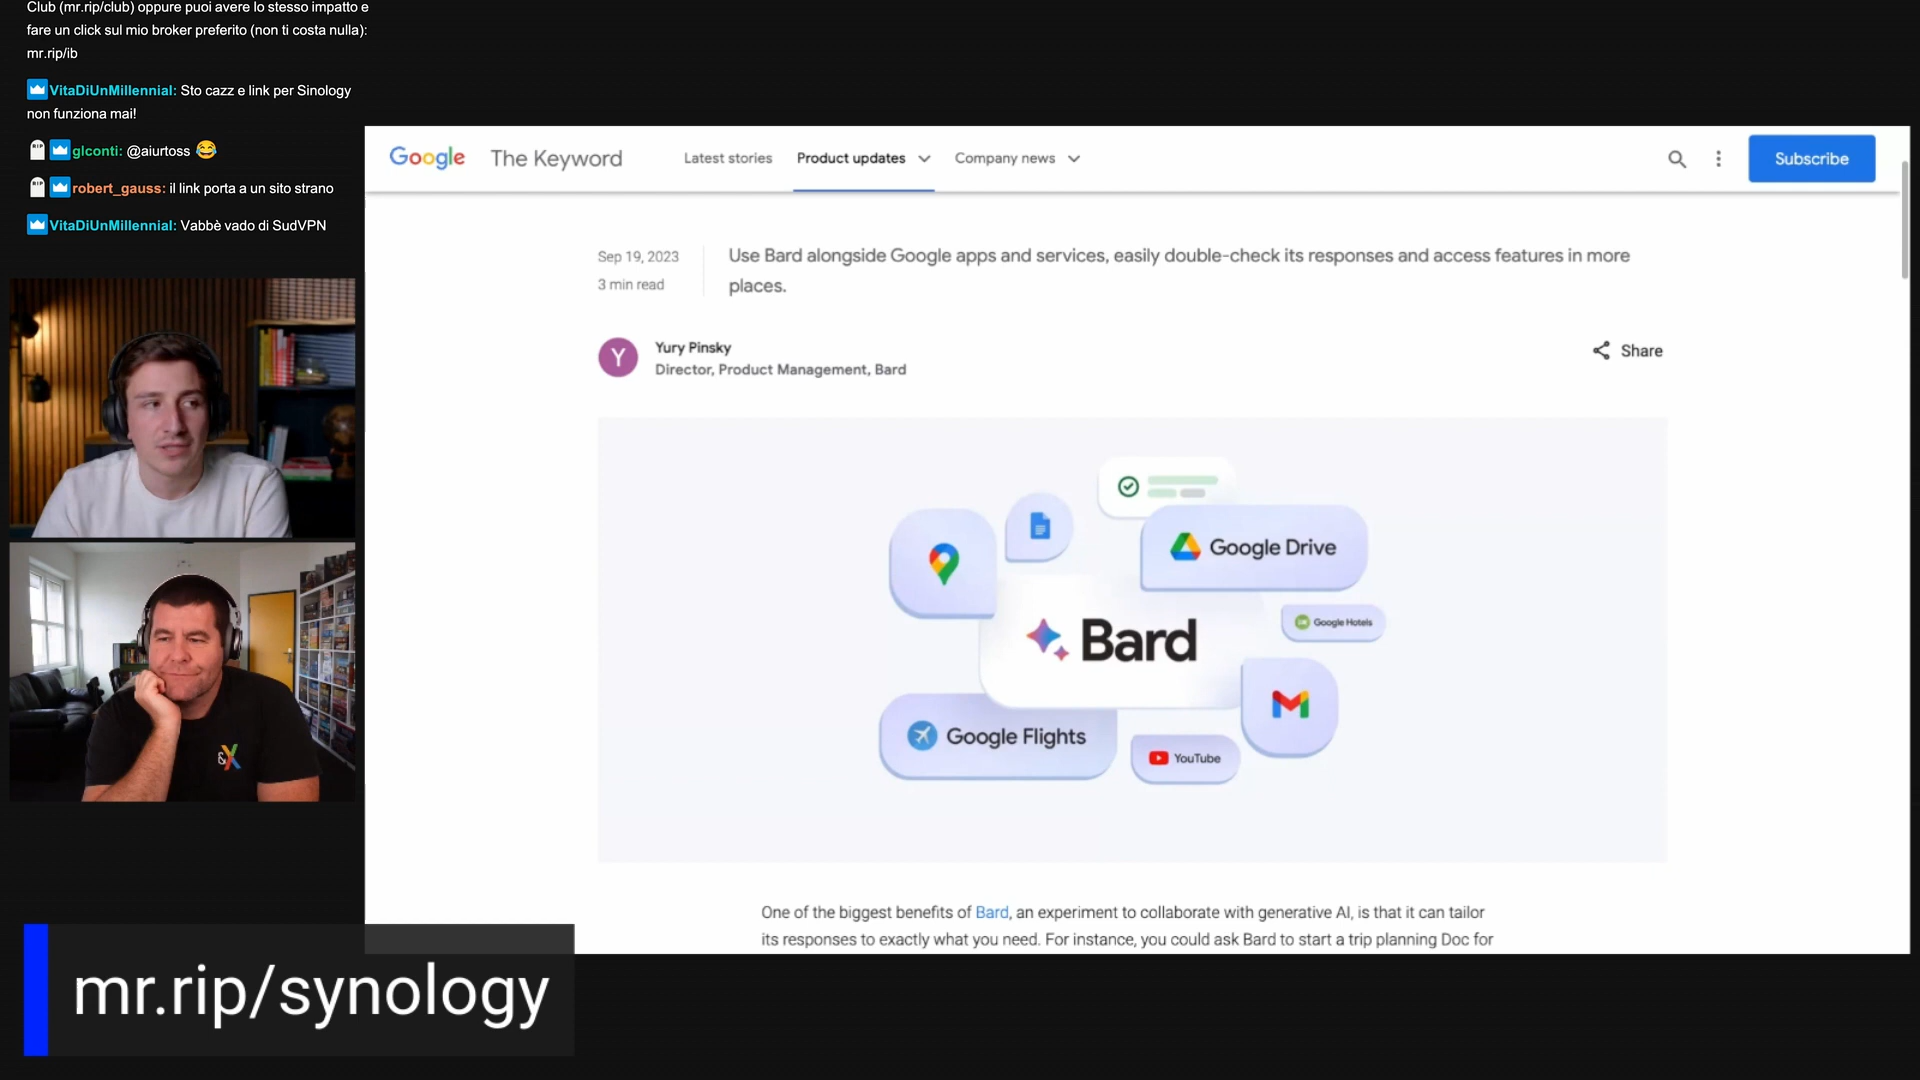 Club (mr.rip/club) oppure puoi avere lo stesso impatto e
fare un click sul mio broker preferito (non ti costa nulla):
mr.rip/ib
VitaDiUnMillennial: Sto cazz e link per Sinology
non funziona mai!
glconti: @aiurtoss 😂
robert_gauss: il link porta a un sito strano
VitaDiUnMillennial: Vabbè vado di SudVPN
Google The Keyword Latest stories Product updates Company news Subscribe
Sep 19, 2023
3 min read
Use Bard alongside Google apps and services, easily double-check its responses and access features in more
places.
Y
Yury Pinsky
Director, Product Management, Bard
Share
Google Drive
Google Hotels
Bard
Google Flights
YouTube
One of the biggest benefits of Bard, an experiment to collaborate with generative AI, is that it can tailor
its responses to exactly what you need. For instance, you could ask Bard to start a trip planning Doc for
&X
mr.rip/synology